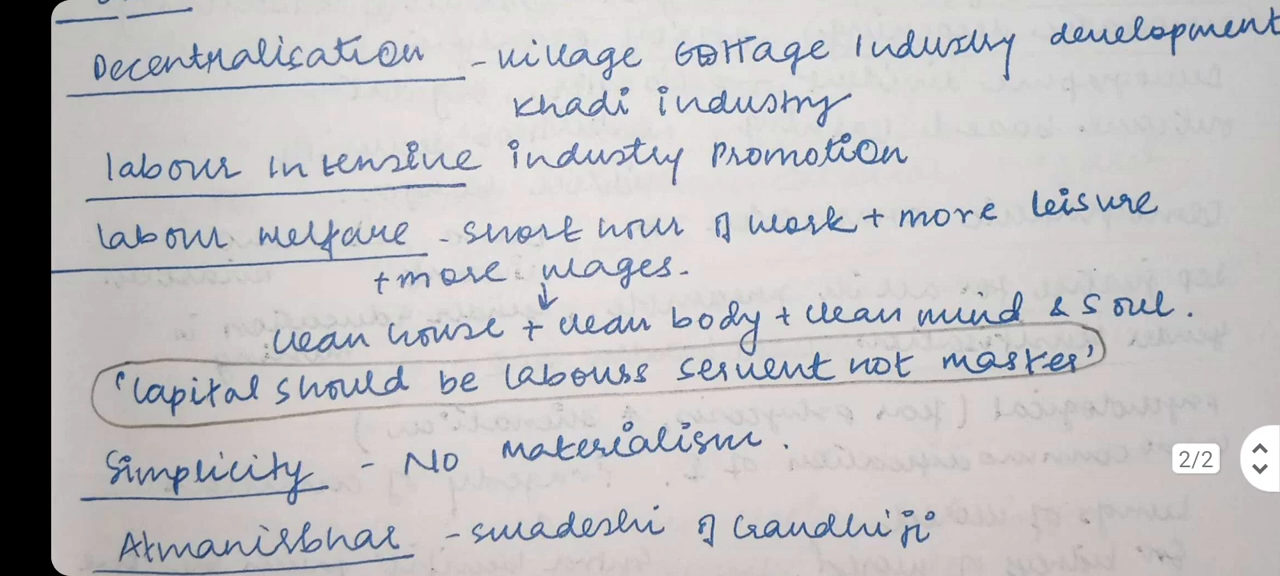 Decentralisation - village cottage industry development
Khadi industry
labour intensive industry promotion
labour welfare - short hour of work + more leisure
+ more wages.
↓
clean house + clean body + clean mind & soul.
'Capital should be labours servent not master'
Simplicity - No materialism.
2/2
Atmanirbhar - swadeshi of Gandhiji